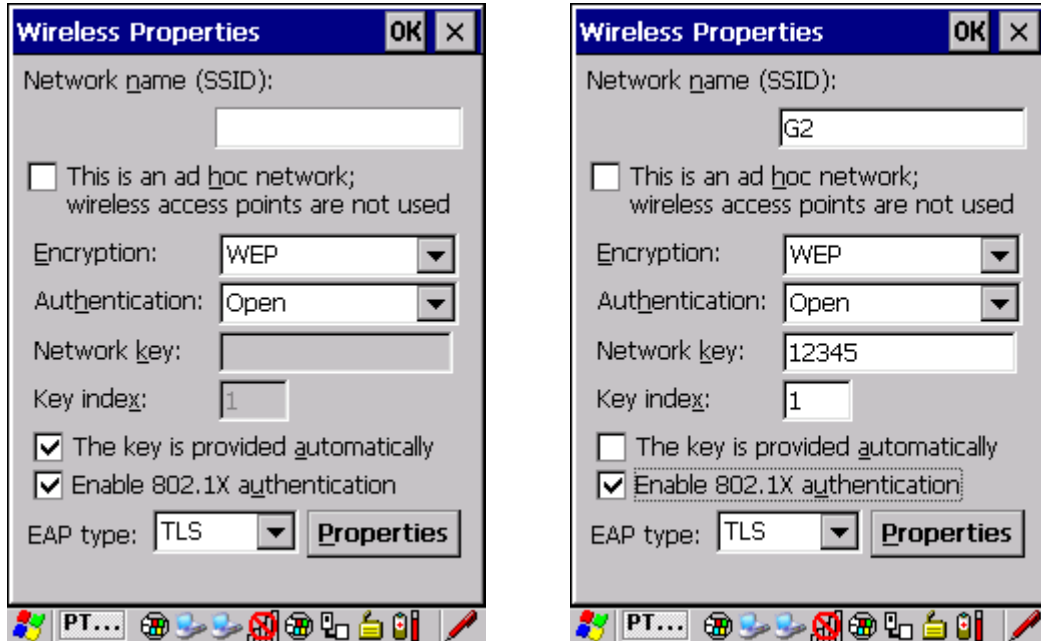 Wireless Properties OK
Network name (SSID):
This is an ad hoc network;
wireless access points are not used
Encryption: WEP
Authentication: Open
Network key:
Key index: 1
The key is provided automatically
Enable 802.1X authentication
EAP type: TLS Properties
PT...
Wireless Properties OK
Network name (SSID):
G2
This is an ad hoc network;
wireless access points are not used
Encryption: WEP
Authentication: Open
Network key: 12345
Key index: 1
The key is provided automatically
Enable 802.1X authentication
EAP type: TLS Properties
PT...